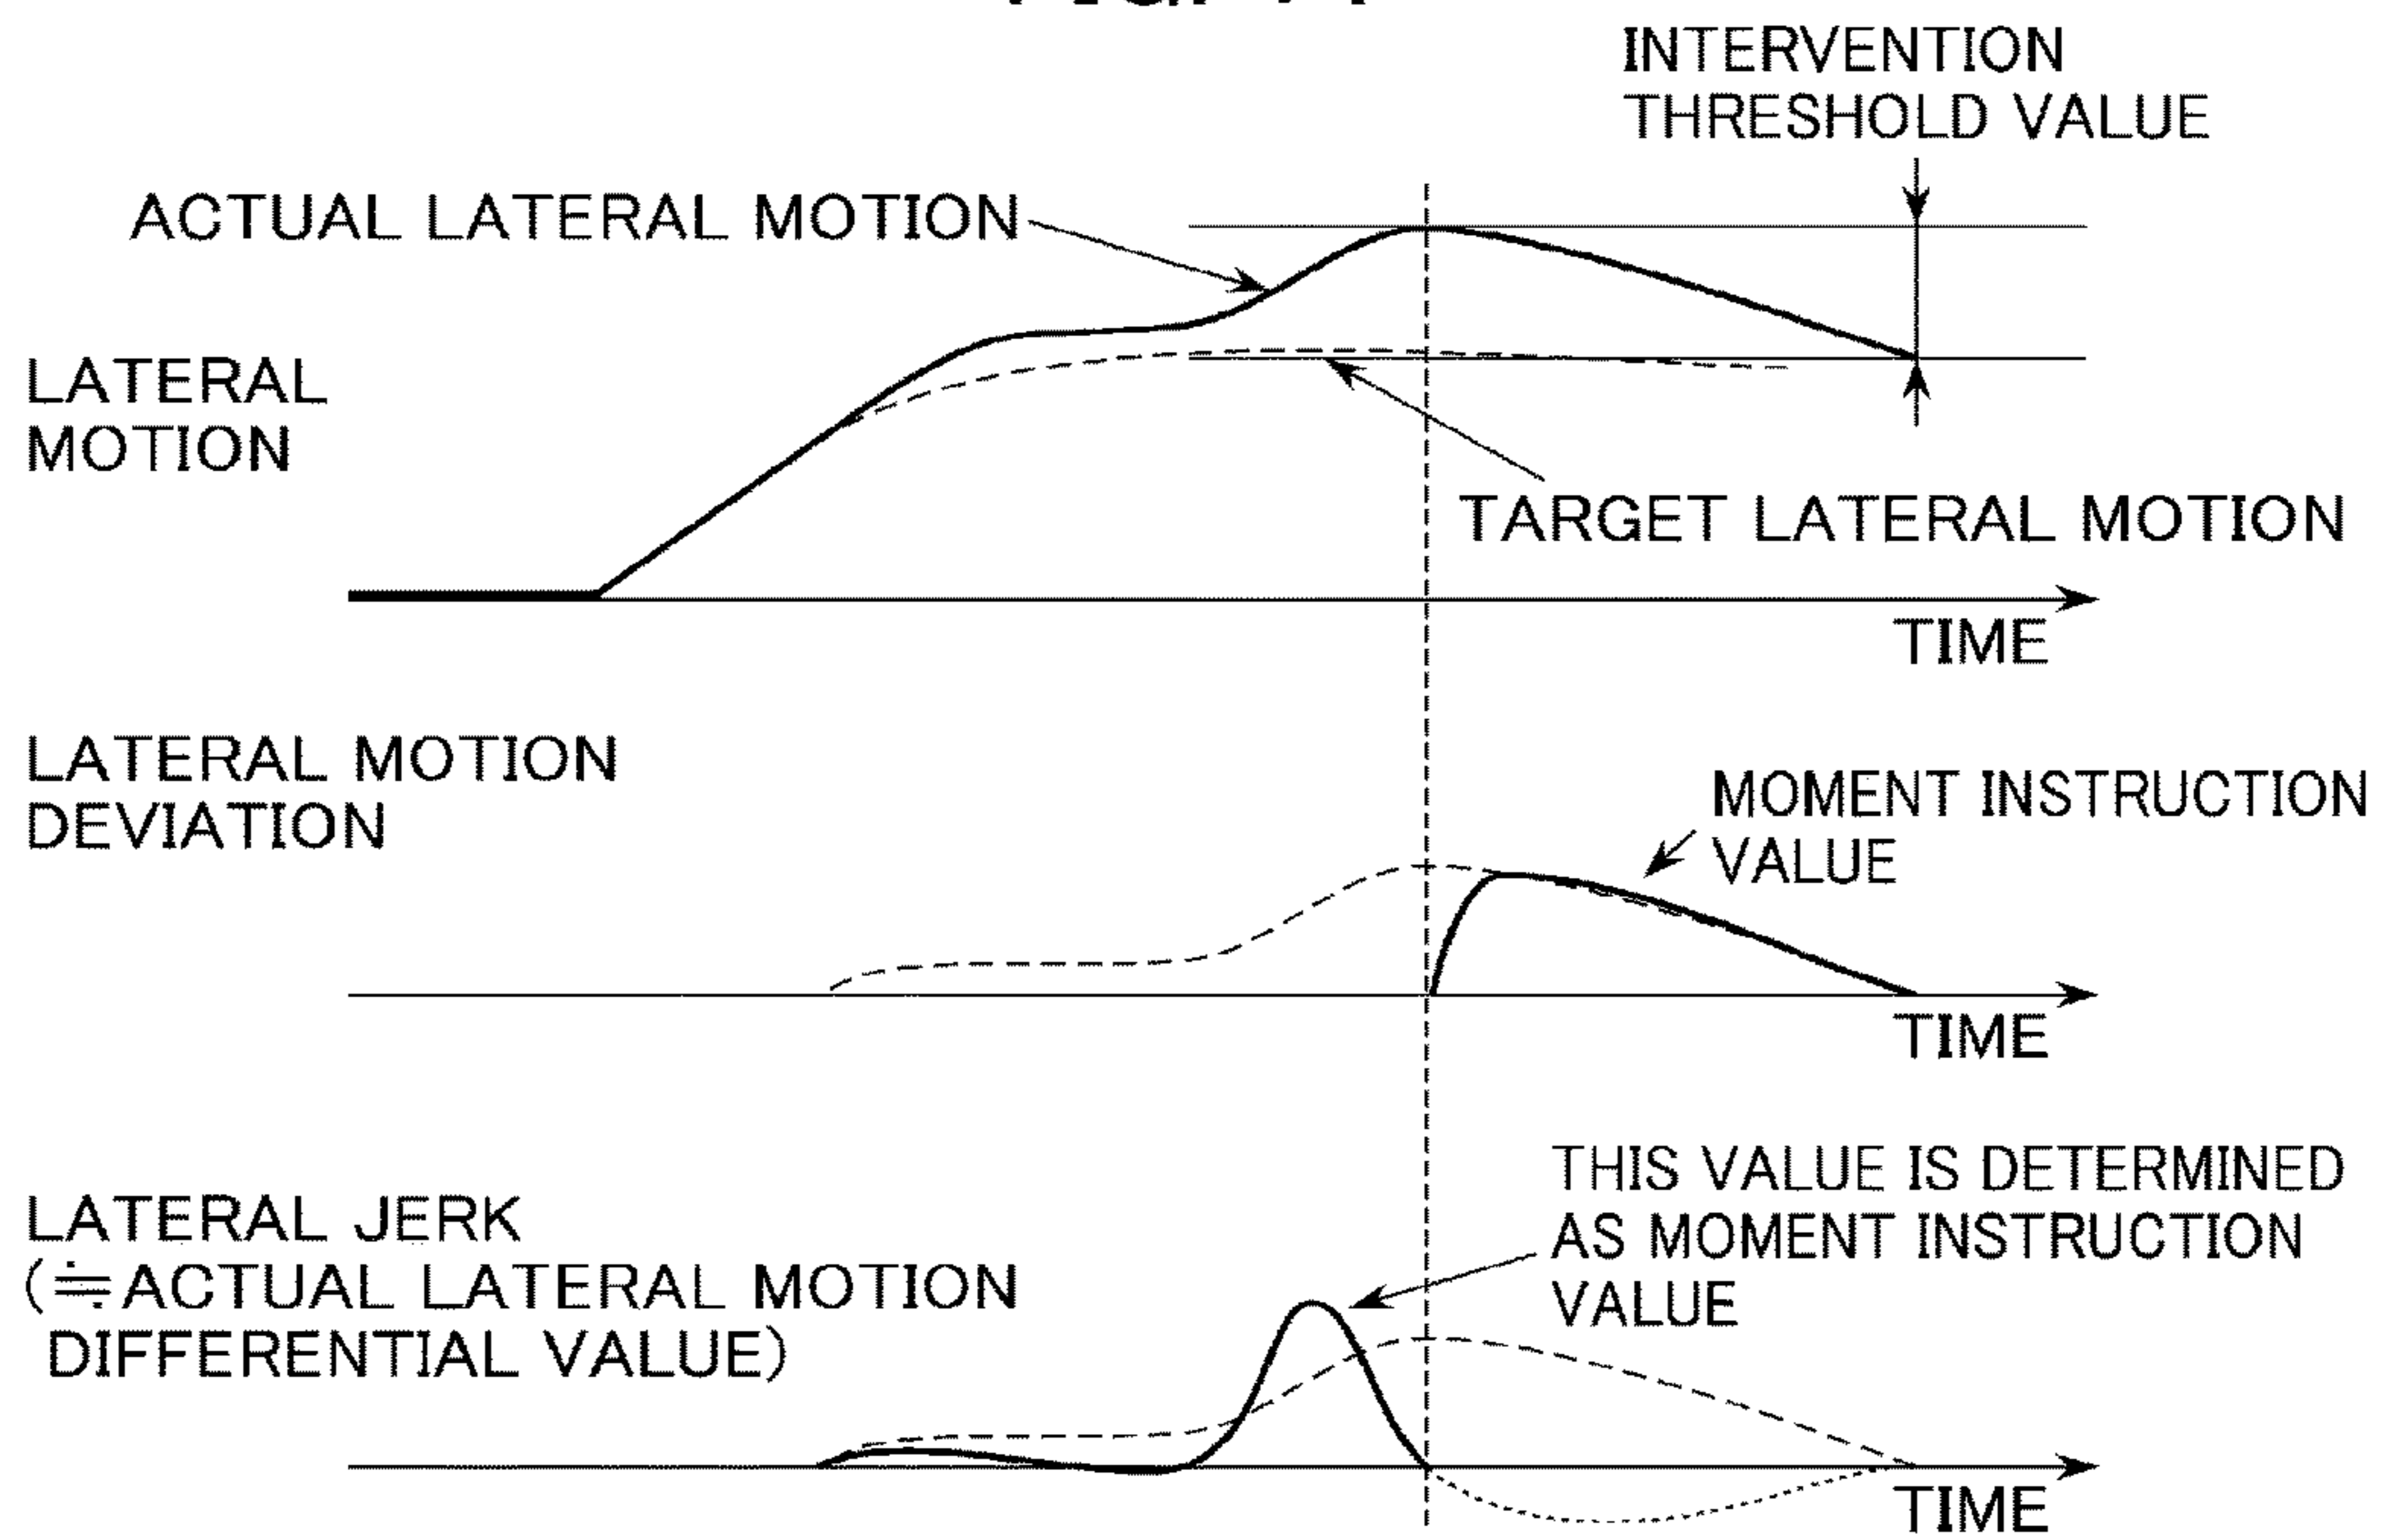 INTERVENTION
THRESHOLD VALUE
ACTUAL LATERAL MOTION
LATERAL
MOTION
TARGET LATERAL MOTION
TIME
LATERAL MOTION
DEVIATION
MOMENT INSTRUCTION
VALUE
TIME
THIS VALUE IS DETERMINED
AS MOMENT INSTRUCTION
VALUE
LATERAL JERK
(≒ACTUAL LATERAL MOTION
DIFFERENTIAL VALUE)
TIME